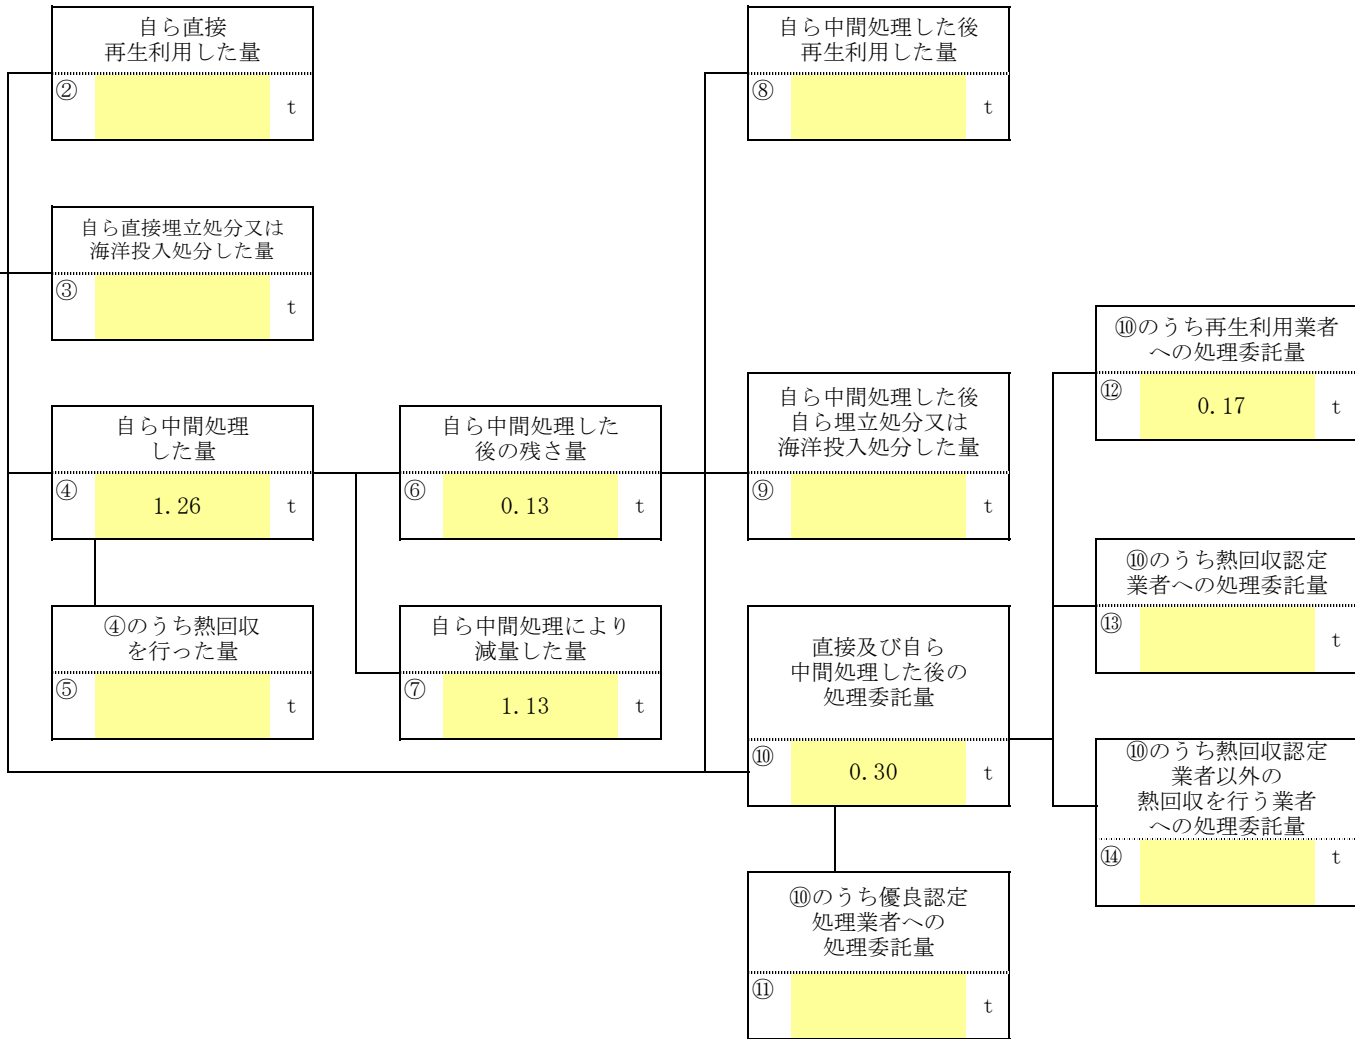 自ら直接
再生利用した量
② t
自ら直接埋立処分又は
海洋投入処分した量
③ t
自ら中間処理
した量
④ 1.26 t
④のうち熱回収
を行った量
⑤ t
自ら中間処理した
後の残さ量
⑥ 0.13 t
自ら中間処理により
減量した量
⑦ 1.13 t
自ら中間処理した後
再生利用した量
⑧ t
自ら中間処理した後
自ら埋立処分又は
海洋投入処分した量
⑨ t
直接及び自ら
中間処理した後の
処理委託量
⑩ 0.30 t
⑩のうち優良認定
処理業者への
処理委託量
⑪ t
⑩のうち再生利用業者
への処理委託量
⑫ 0.17 t
⑩のうち熱回収認定
業者への処理委託量
⑬ t
⑩のうち熱回収認定
業者以外の
熱回収を行う業者
への処理委託量
⑭ t